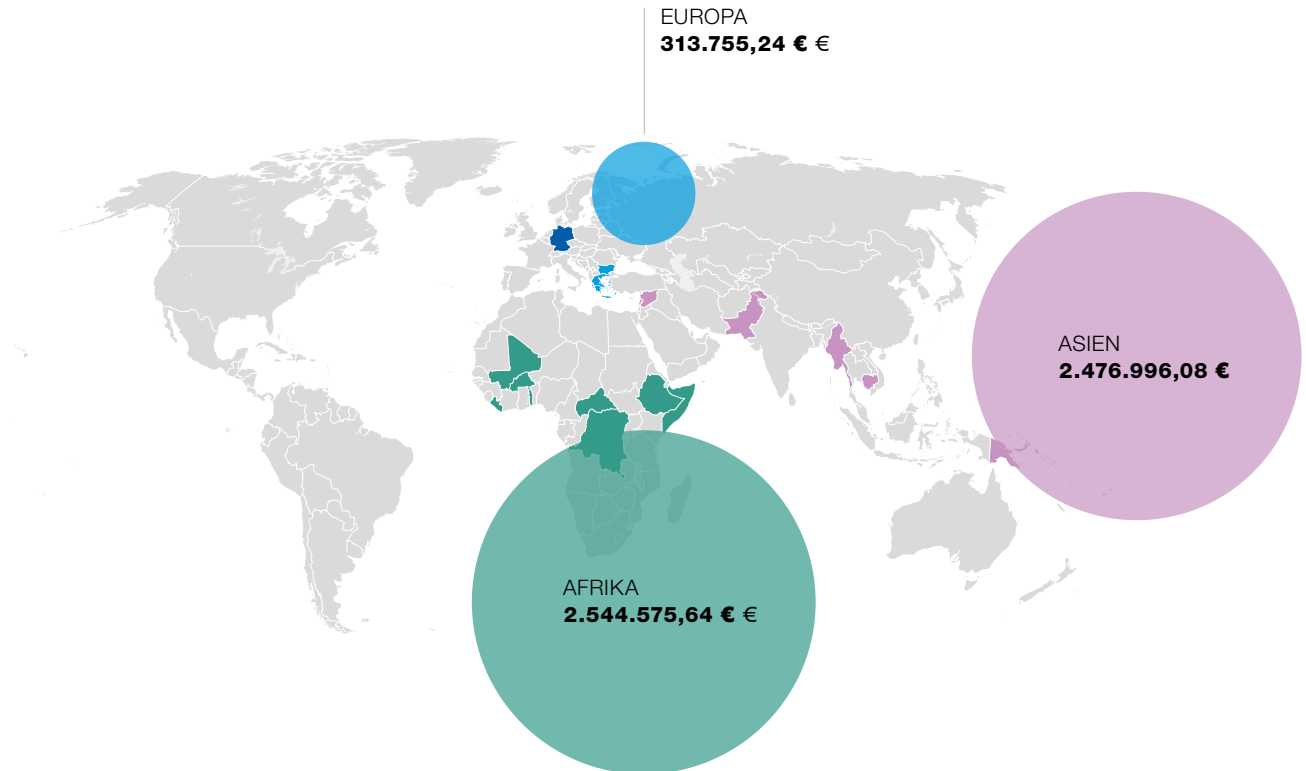 EUROPA
313.755,24 € €
ASIEN
2.476.996,08 €
AFRIKA
2.544.575,64 € €